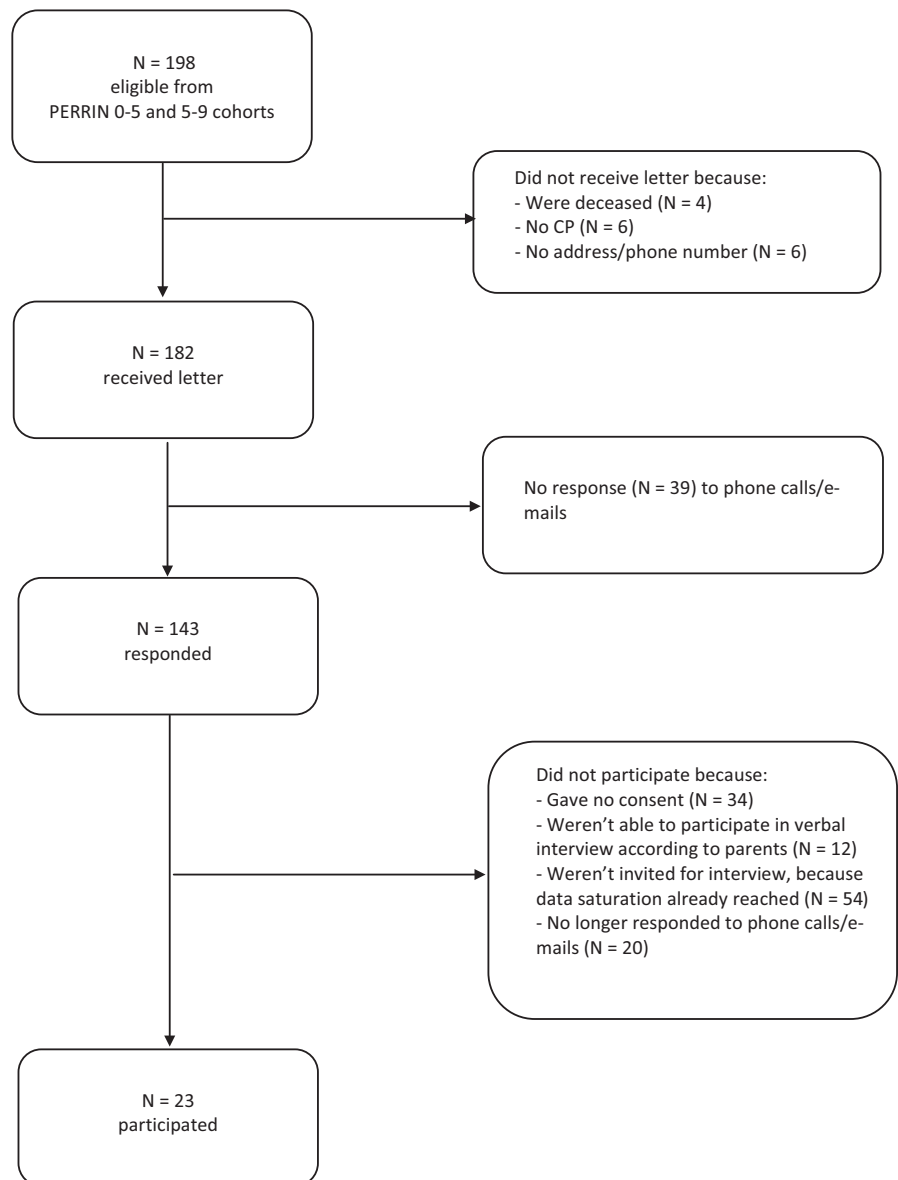 N = 198
eligible from
PERRIN 0-5 and 5-9 cohorts
Did not receive letter because:
- Were deceased (N = 4)
- No CP (N = 6)
- No address/phone number (N = 6)
N = 182
received letter
No response (N = 39) to phone calls/e-
mails
N = 143
responded
Did not participate because:
- Gave no consent (N = 34)
- Weren’t able to participate in verbal
interview according to parents (N = 12)
- Weren’t invited for interview, because
data saturation already reached (N = 54)
- No longer responded to phone calls/e-
mails (N = 20)
N = 23
participated